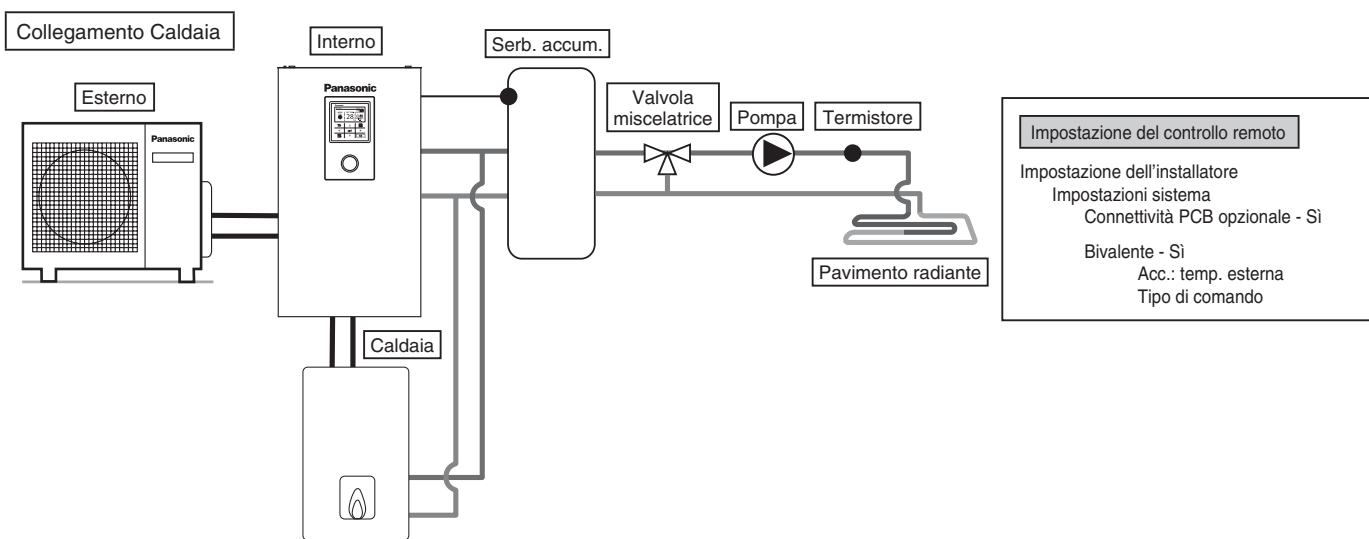 Collegamento Caldaia
Esterno
Panasonic
Interno
Panasonic
Serb. accum.
Valvola
miscelatrice
Pompa
Termistore
Pavimento radiante
Caldaia
Impostazione del controllo remoto
Impostazione dell'installatore
Impostazioni sistema
Connettività PCB opzionale - Sì
Bivalente - Sì
Acc.: temp. esterna
Tipo di comando